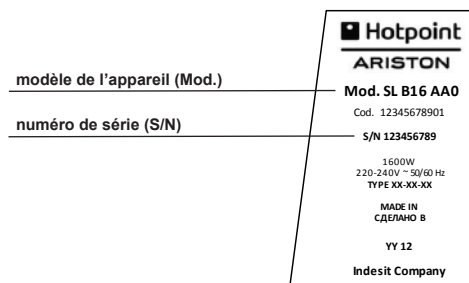 Hotpoint
ARISTON
modèle de l'appareil (Mod.)
Mod. SL B16 AA0
Cod. 12345678901
numéro de série (S/N)
S/N 123456789
1600W
220-240V ~ 50/60 Hz
TYPE XX-XX-XX
MADE IN
СДЕЛАНО В
YY 12
Indesit Company